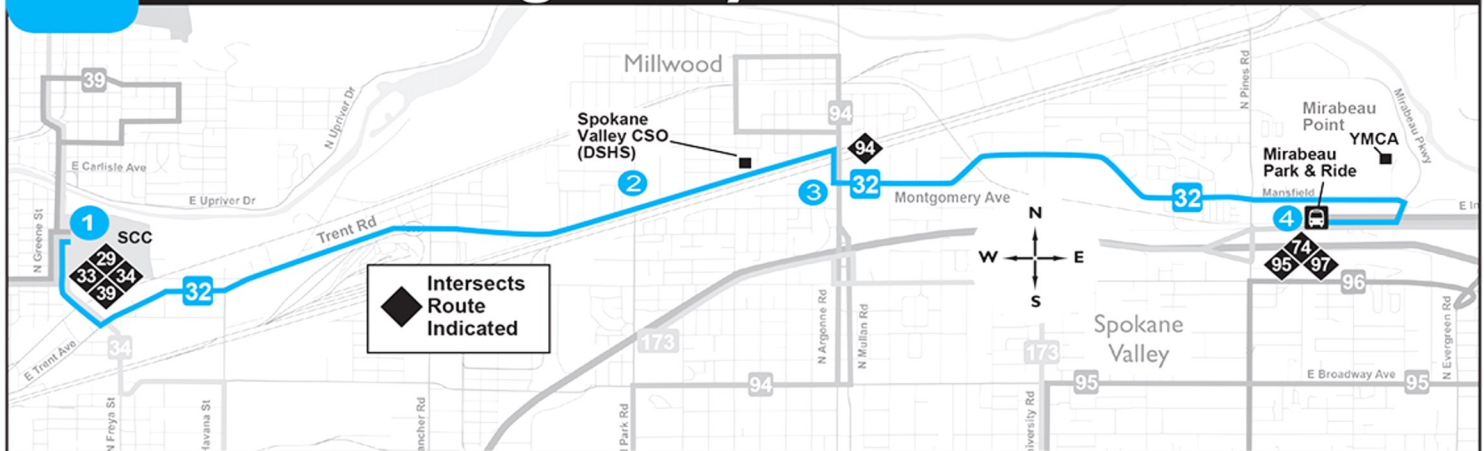 39
Millwood
N Upriver Dr
94
N Pines Rd
Mirabeau
Point
Mirabeau Pkwy
YMCA
Spokane
Valley CSO
(DSHS)
94
Mirabeau
Park & Ride
E Carlisle Ave
2
3
32
Montgomery Ave
32
Mansfield
E Upriver Dr
1
SCC
N Greene St
Trent Rd
4
N
W
E
S
29
33
34
39
74
95
97
32
Intersects
Route
Indicated
96
N Argonne Rd
N Mullan Rd
Spokane
Valley
N Evergreen Rd
E Trent Ave
34
173
173
94
95
E Broadway Ave
95
N Freya St
Havana St
Park Rd